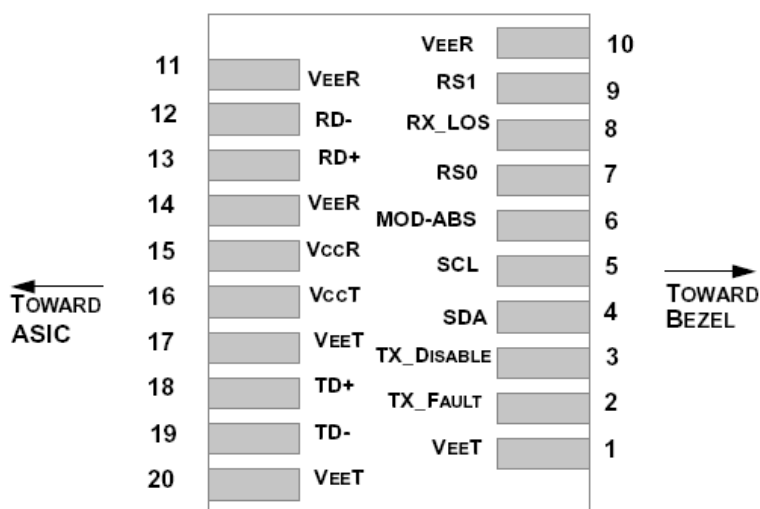 VEER 10
11 VEER RS1 9
12 RD- RX_LOS 8
13 RD+ RS0 7
14 VEER MOD-ABS 6
15 VCCR SCL 5
16 VCCT SDA 4
17 VEET TX_DISABLE 3
18 TD+ TX_FAULT 2
19 TD- VEET 1
20 VEET
TOWARD
ASIC
TOWARD
BEZEL